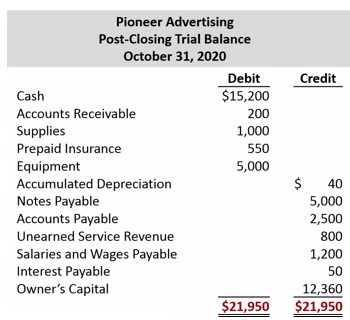 Pioneer Advertising
Post-Closing Trial Balance
October 31, 2020
Debit Credit
Cash $15,200
Accounts Receivable 200
Supplies 1,000
Prepaid Insurance 550
Equipment 5,000
Accumulated Depreciation $ 40
Notes Payable 5,000
Accounts Payable 2,500
Unearned Service Revenue 800
Salaries and Wages Payable 1,200
Interest Payable 50
Owner's Capital 12,360
$21,950 $21,950